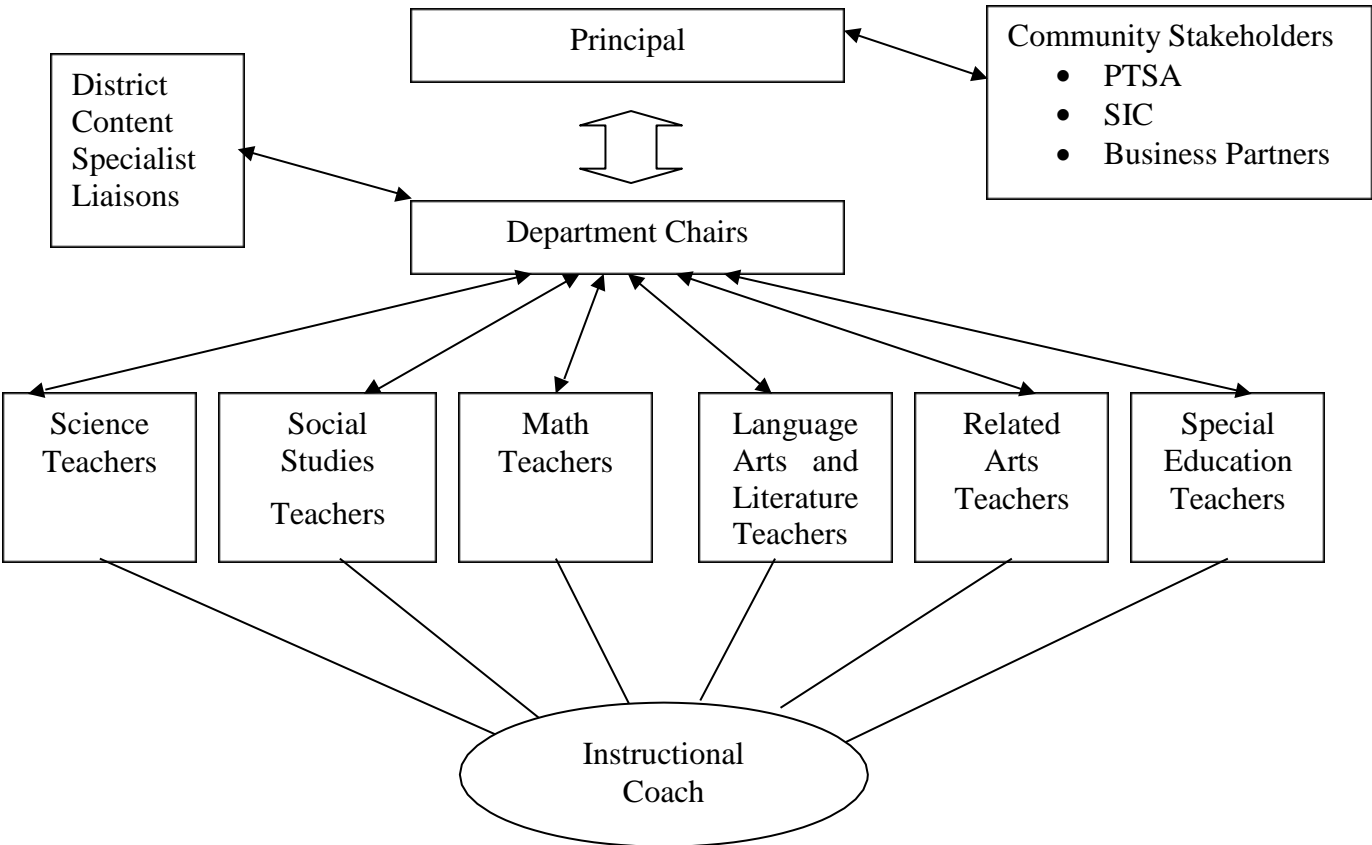 Principal
Community Stakeholders
• PTSA
• SIC
• Business Partners
District
Content
Specialist
Liaisons
Department Chairs
Science
Teachers
Social
Studies
Teachers
Math
Teachers
Language
Arts and
Literature
Teachers
Related
Arts
Teachers
Special
Education
Teachers
Instructional
Coach